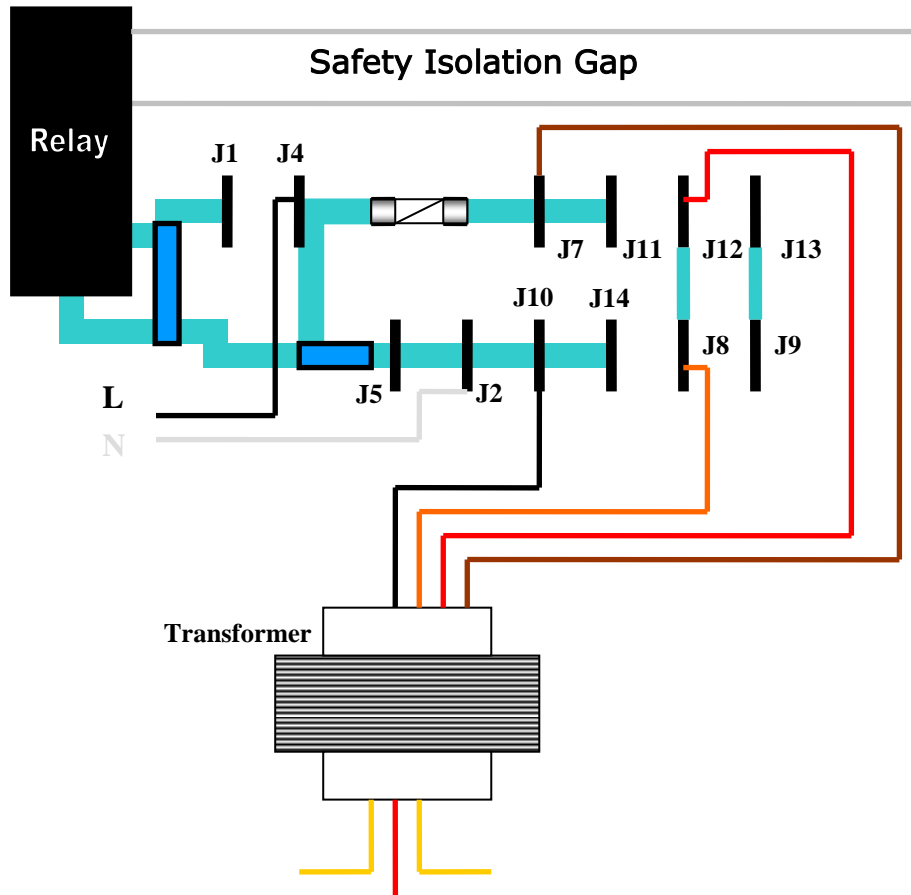 Safety Isolation Gap
Relay
J1
J4
J7
J11
J12
J13
J10
J14
J5
J2
J8
J9
L
N
Transformer